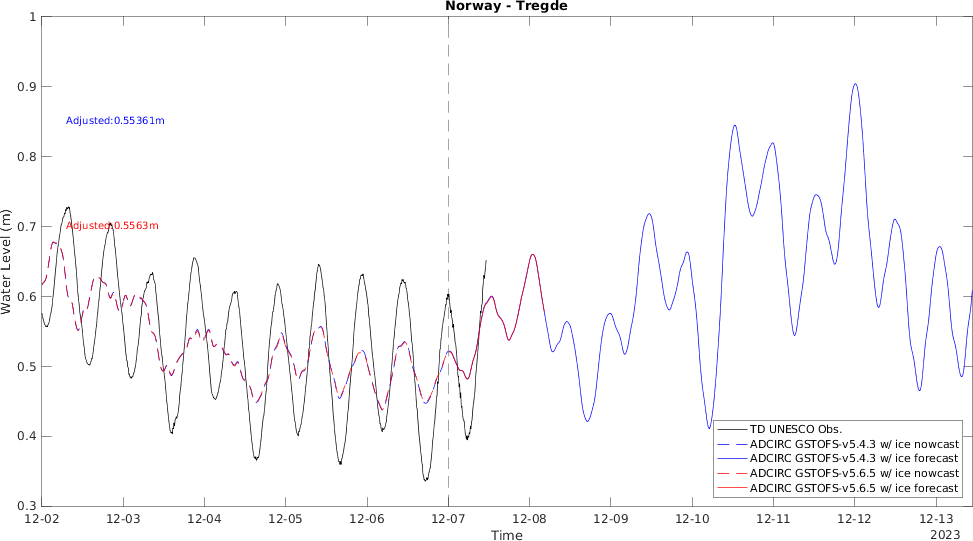 Norway - Tregde
1
0.9
0.8
0.7
0.6
0.5
0.4
0.3
Water Level (m)
Adjusted:0.55361m
Adjusted:0.5563m
TD UNESCO Obs.
ADCIRC GSTOFS-v5.4.3 w/ ice nowcast
ADCIRC GSTOFS-v5.4.3 w/ ice forecast
ADCIRC GSTOFS-v5.6.5 w/ ice nowcast
ADCIRC GSTOFS-v5.6.5 w/ ice forecast
12-02 12-03 12-04 12-05 12-06 12-07 12-08 12-09 12-10 12-11 12-12 12-13
Time
2023